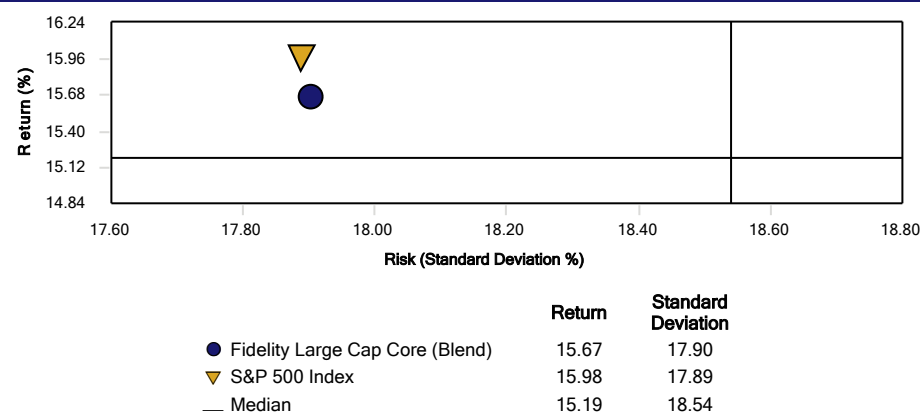 16.24
15.96
15.68
15.40
15.12
14.84
Return (%)
17.60 17.80 18.00 18.20 18.40 18.60 18.80
Risk (Standard Deviation %)
Return Standard Deviation
Fidelity Large Cap Core (Blend) 15.67 17.90
S&P 500 Index 15.98 17.89
Median 15.19 18.54